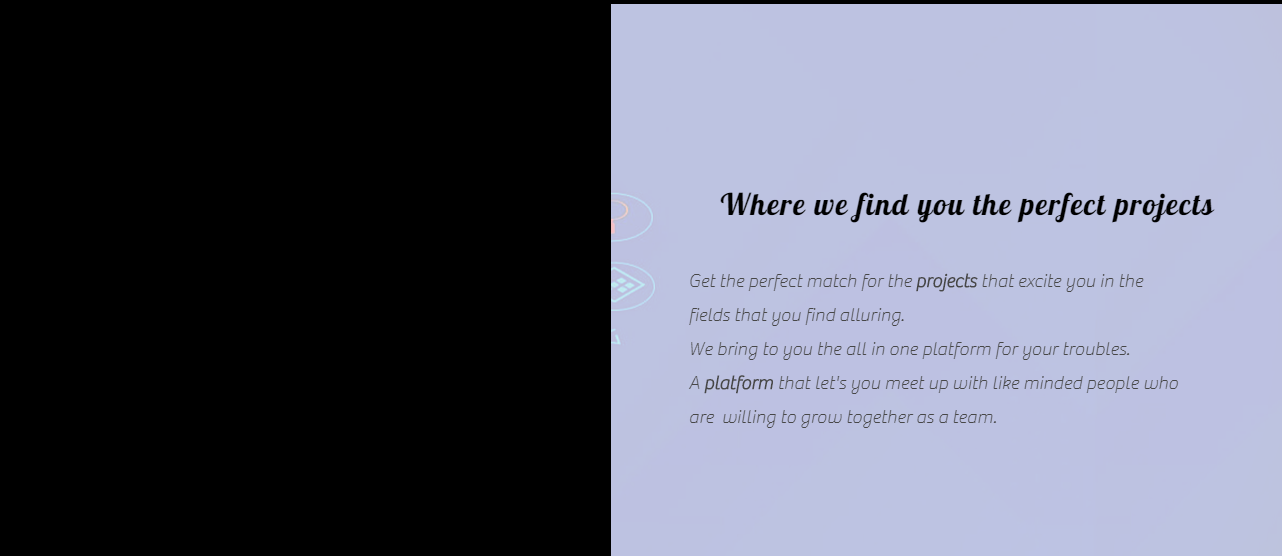 Where we find you the perfect projects
Get the perfect match for the projects that excite you in the
fields that you find alluring.
We bring to you the all in one platform for your troubles.
A platform that let's you meet up with like minded people who
are  willing to grow together as a team.